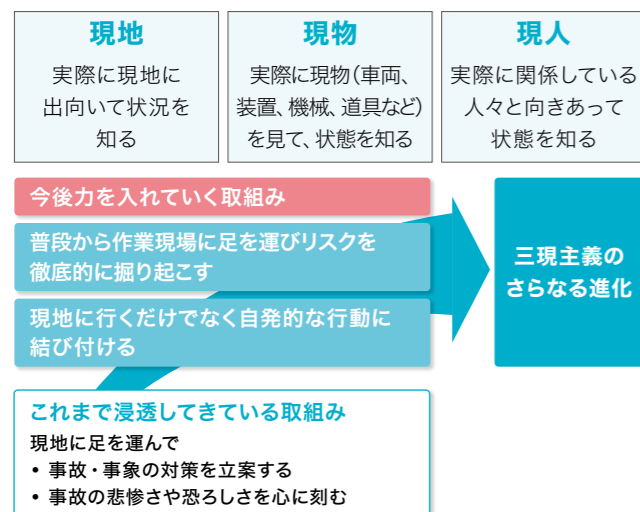 現地
実際に現地に
出向いて状況を
知る
現物
実際に現物(車両、
装置、機械、道具など)
を見て、状態を知る
現人
実際に関係している
人々と向きあって
状態を知る
今後力を入れていく取組み
普段から作業現場に足を運びリスクを
徹底的に掘り起こす
現地に行くだけでなく自発的な行動に
結び付ける
三現主義の
さらなる進化
これまで浸透してきている取組み
現地に足を運んで
• 事故・事象の対策を立案する
• 事故の悲惨さや恐ろしさを心に刻む